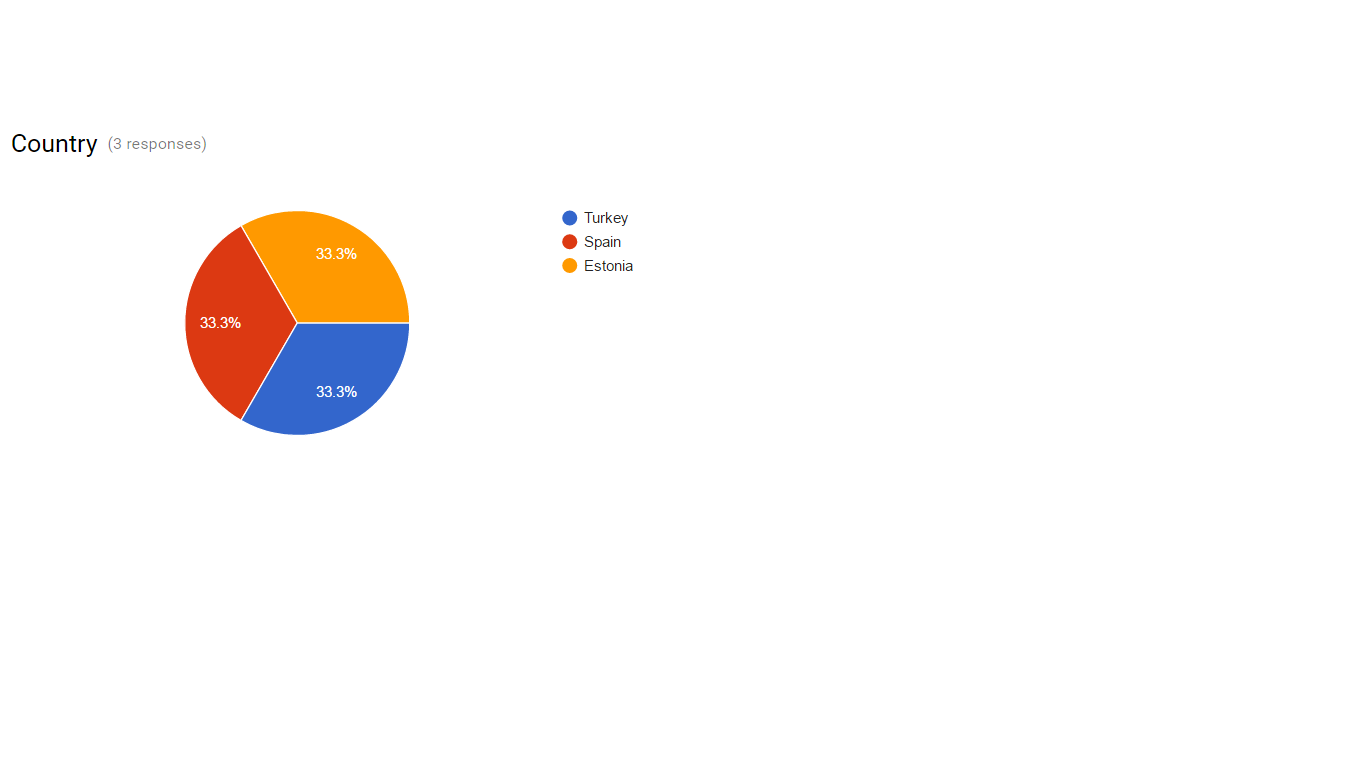 Country (3 responses)
Turkey
Spain
Estonia
33.3%
33.3%
33.3%